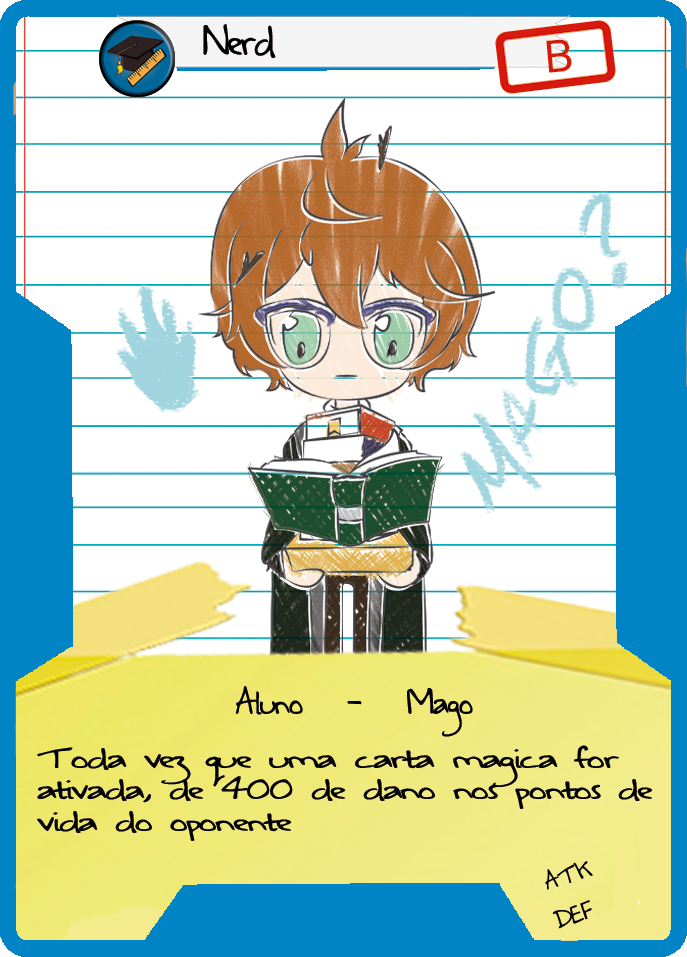 Nerd
B
MAGO?
Aluno - Mago
Toda vez que uma carta magica for
ativada, de 400 de dano nos pontos de
vida do oponente
ATK
DEF